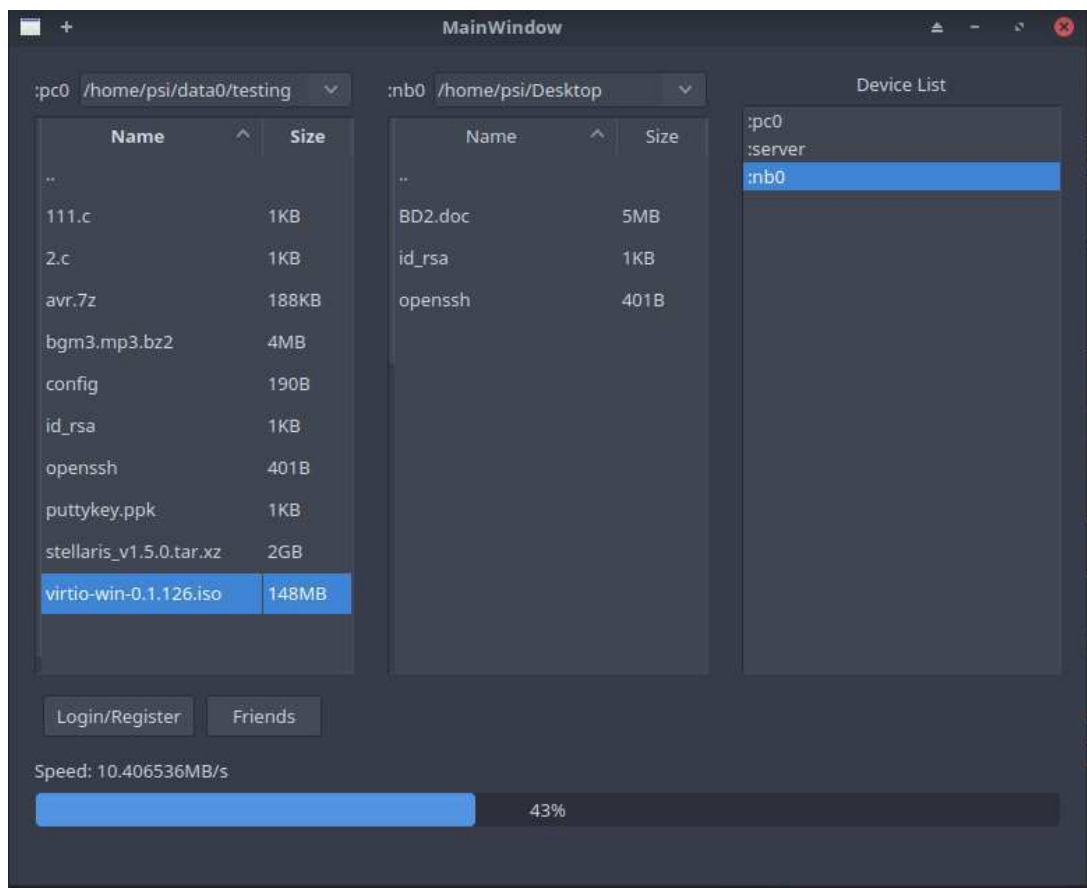 MainWindow
:pc0 /home/psi/data0/testing
Name Size
..
111.c 1KB
2.c 1KB
avr.7z 188KB
bgm3.mp3.bz2 4MB
config 190B
id_rsa 1KB
openssh 401B
puttykey.ppk 1KB
stellaris_v1.5.0.tar.xz 2GB
virtio-win-0.1.126.iso 148MB
:nb0 /home/psi/Desktop
Name Size
..
BD2.doc 5MB
id_rsa 1KB
openssh 401B
Device List
:pc0
:server
:nb0
Login/Register Friends
Speed: 10.406536MB/s
43%